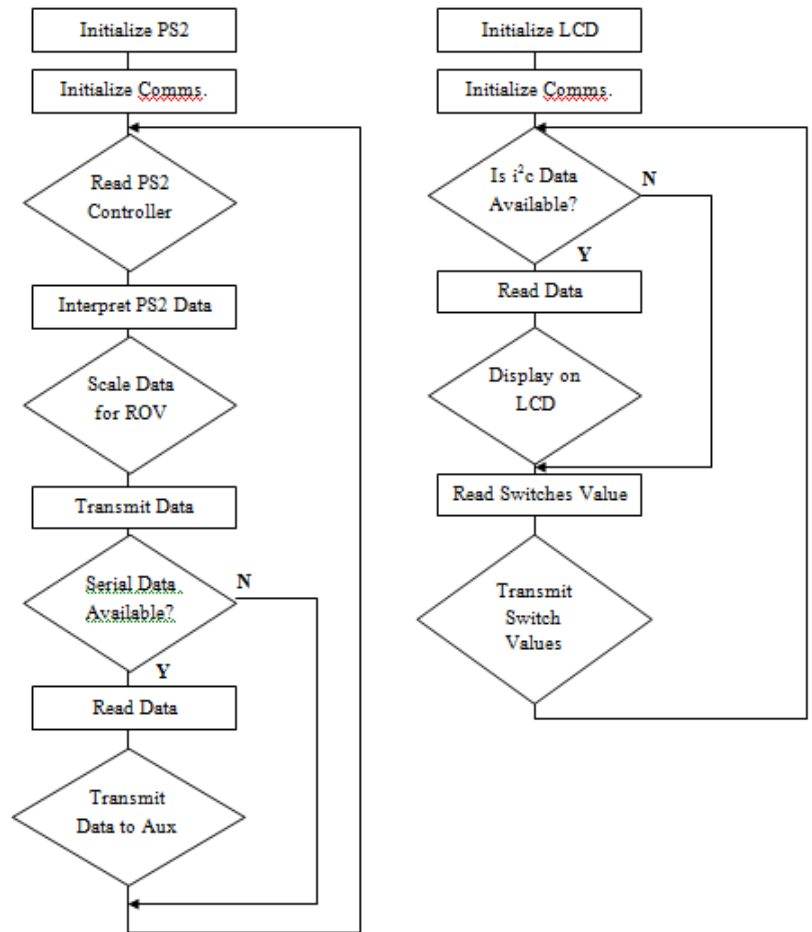 Initialize PS2
Initialize Comms.
Read PS2
Controller
Interpret PS2 Data
Scale Data
for ROV
Transmit Data
Serial Data
Available?
N
Y
Read Data
Transmit
Data to Aux
Initialize LCD
Initialize Comms.
Is i²c Data
Available?
N
Y
Read Data
Display on
LCD
Read Switches Value
Transmit
Switch
Values